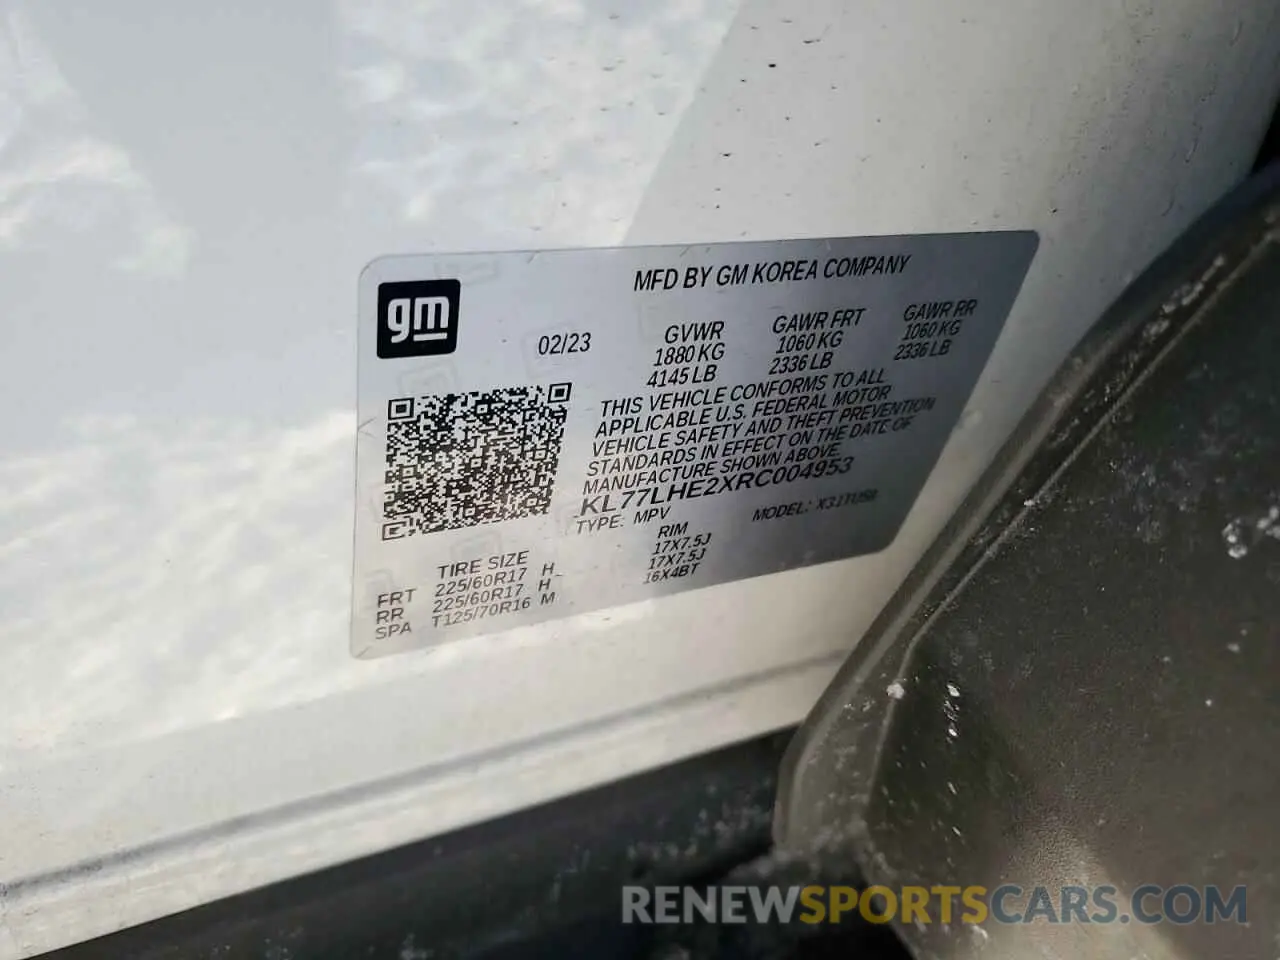 MFD BY GM KOREA COMPANY
gm
02/23
GVWR GAWR FRT GAWR RR
1880 KG 1060 KG 1060 KG
4145 LB 2336 LB 2336 LB
THIS VEHICLE CONFORMS TO ALL
APPLICABLE U.S. FEDERAL MOTOR
VEHICLE SAFETY AND THEFT PREVENTION
STANDARDS IN EFFECT ON THE DATE OF
MANUFACTURE SHOWN ABOVE.
KL77LHE2XRC004953
TYPE: MPV MODEL:
TIRE SIZE RIM
FRT 225/60R17 H 17X7.5J
RR 225/60R17 H 17X7.5J
SPA T125/70R16 M 16X4BT
RENEWSPORTSCARS.COM